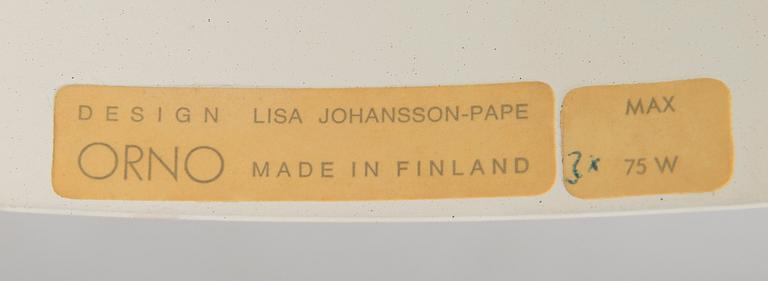 DESIGN LISA JOHANSSON-PAPE
ORNO MADE IN FINLAND
MAX
3x 75 W